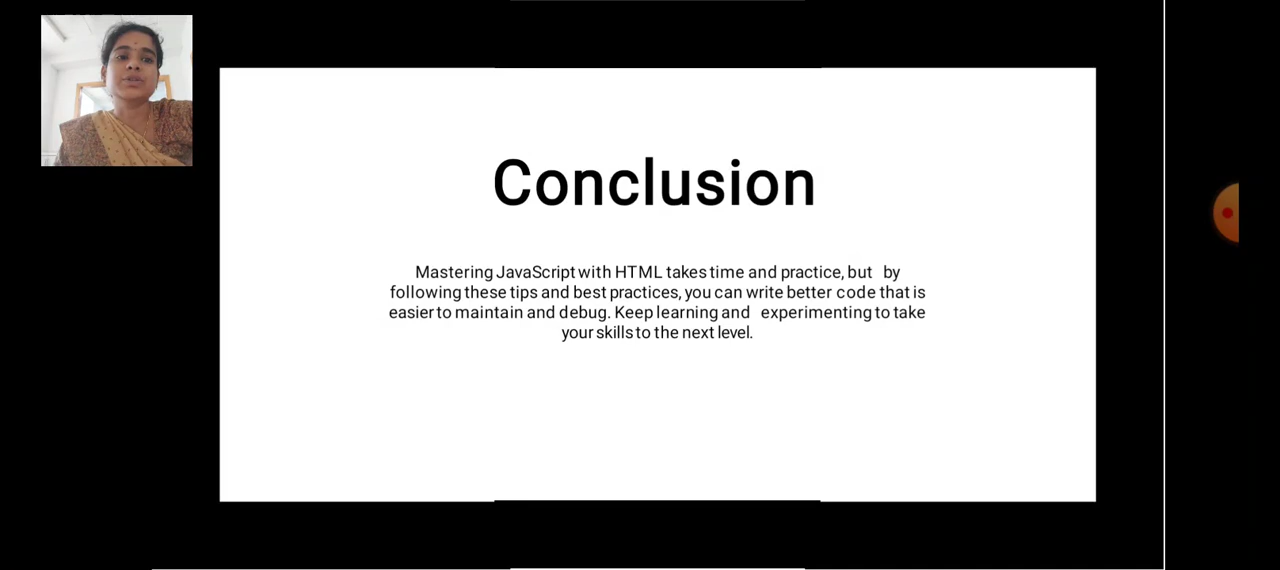 Conclusion
Mastering JavaScript with HTML takes time and practice, but by
following these tips and best practices, you can write better code that is
easier to maintain and debug. Keep learning and experimenting to take
your skills to the next level.